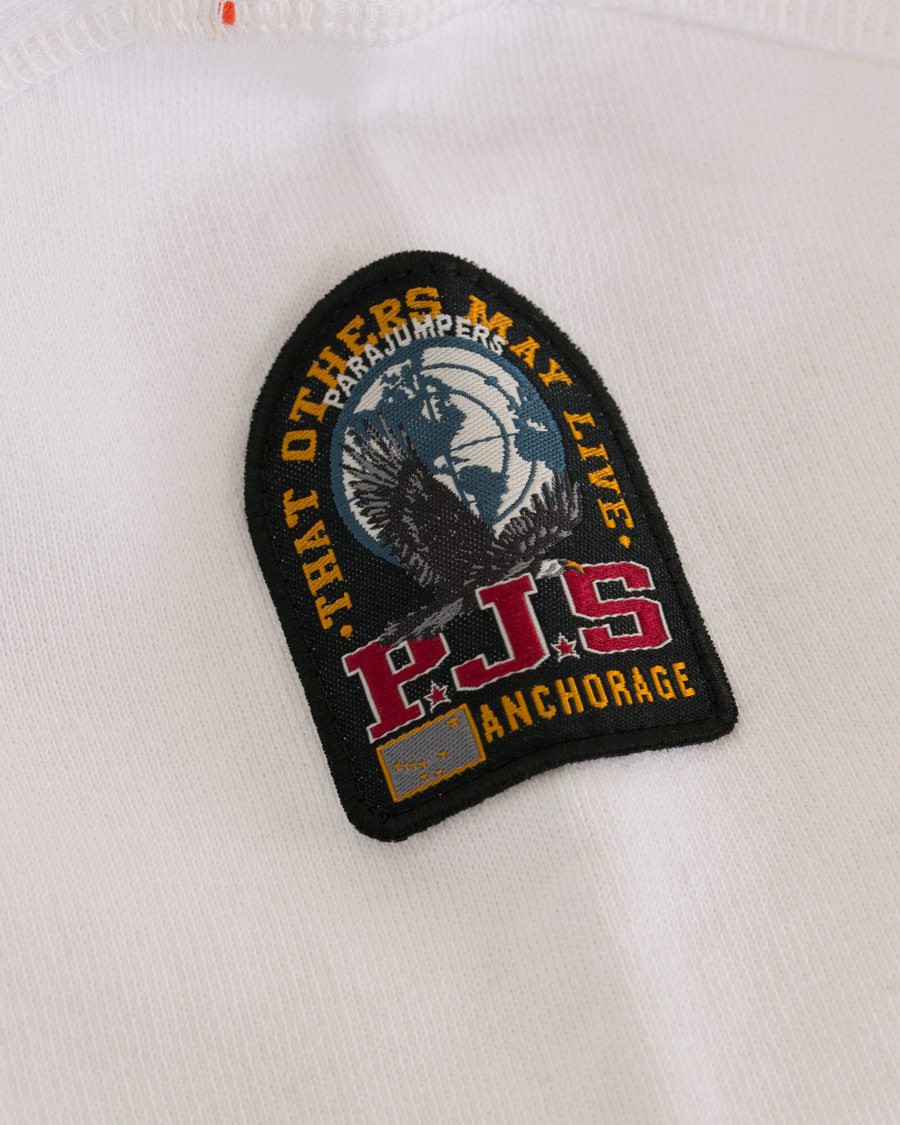 ·THAT OTHERS MAY LIVE·
PARAJUMPERS
P★J★S
ANCHORAGE